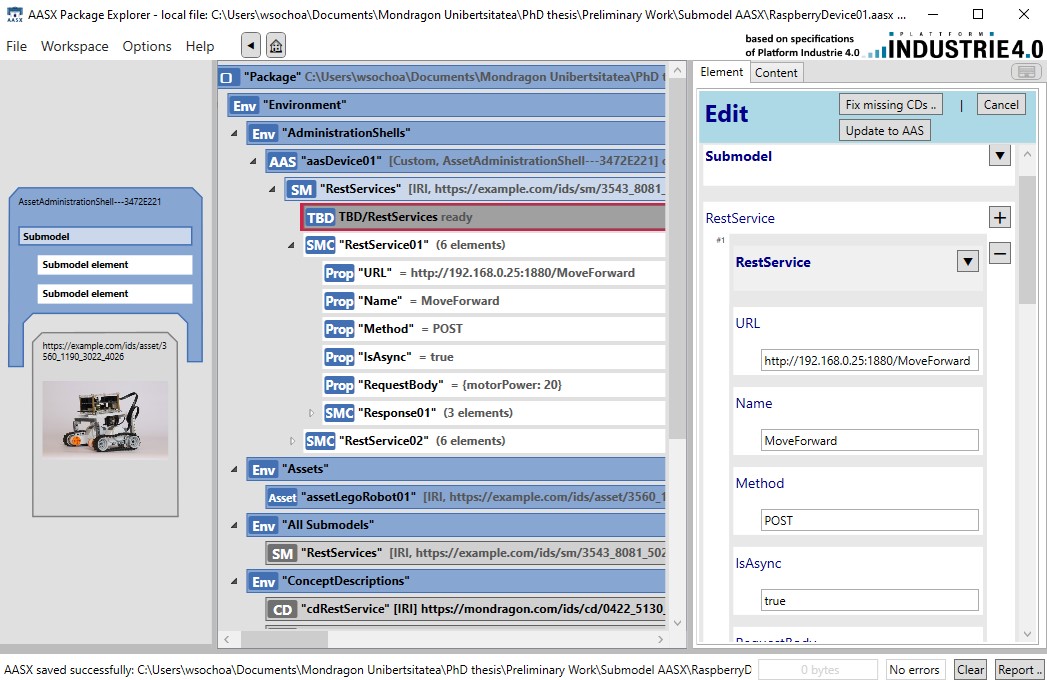 AASX Package Explorer - local file: C:\Users\wsochoa\Documents\Mondragon Unibertsitatea\PhD thesis\Preliminary Work\Submodel AASX\RaspberryDevice01.aasx ...
File Workspace Options Help
based on specifications
of Platform Industrie 4.0
PLATTFORM
INDUSTRIE4.0
AssetAdministrationShell---3472E221
Submodel
Submodel element
Submodel element
https://example.com/ids/asset/3
560_1190_3022_4026
"Package" C:\Users\wsochoa\Documents\Mondragon Unibertsitatea\PhD t
Env "Environment"
Env "AdministrationShells"
AAS "aasDevice01" [Custom, AssetAdministrationShell---3472E221]
SM "RestServices" [IRI, https://example.com/ids/sm/3543_8081_
TBD TBD/RestServices ready
SMC "RestService01" (6 elements)
Prop "URL" = http://192.168.0.25:1880/MoveForward
Prop "Name" = MoveForward
Prop "Method" = POST
Prop "IsAsync" = true
Prop "RequestBody" = {motorPower: 20}
SMC "Response01" (3 elements)
SMC "RestService02" (6 elements)
Env "Assets"
Asset "assetLegoRobot01" [IRI, https://example.com/ids/asset/3560_1
Env "All Submodels"
SM "RestServices" [IRI, https://example.com/ids/sm/3543_8081_502
Env "ConceptDescriptions"
CD "cdRestService" [IRI] https://mondragon.com/ids/cd/0422_5130_
Element Content
Edit
Fix missing CDs .. | Cancel
Update to AAS
Submodel
RestService
+
#1
RestService
URL
http://192.168.0.25:1880/MoveForward
Name
MoveForward
Method
POST
IsAsync
true
RequestBody
AASX saved successfully: C:\Users\wsochoa\Documents\Mondragon Unibertsitatea\PhD thesis\Preliminary Work\Submodel AASX\RaspberryD
0 bytes
No errors
Clear
Report ..